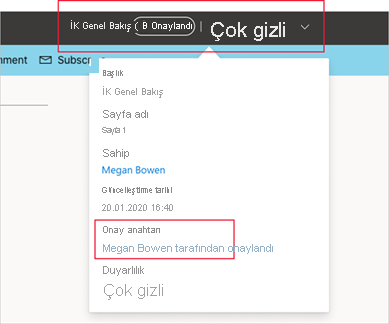 İK Genel Bakış ( B Onaylandı) | Çok gizli
nment Subscr
Başlık
İK Genel Bakış
Sayfa adı
Sayfa 1
Sahip
Megan Bowen
Güncelleştirme tarihi
20.01.2020 16:40
Onay anahtarı
Megan Bowen tarafından onaylandı
Duyarlılık
Çok gizli